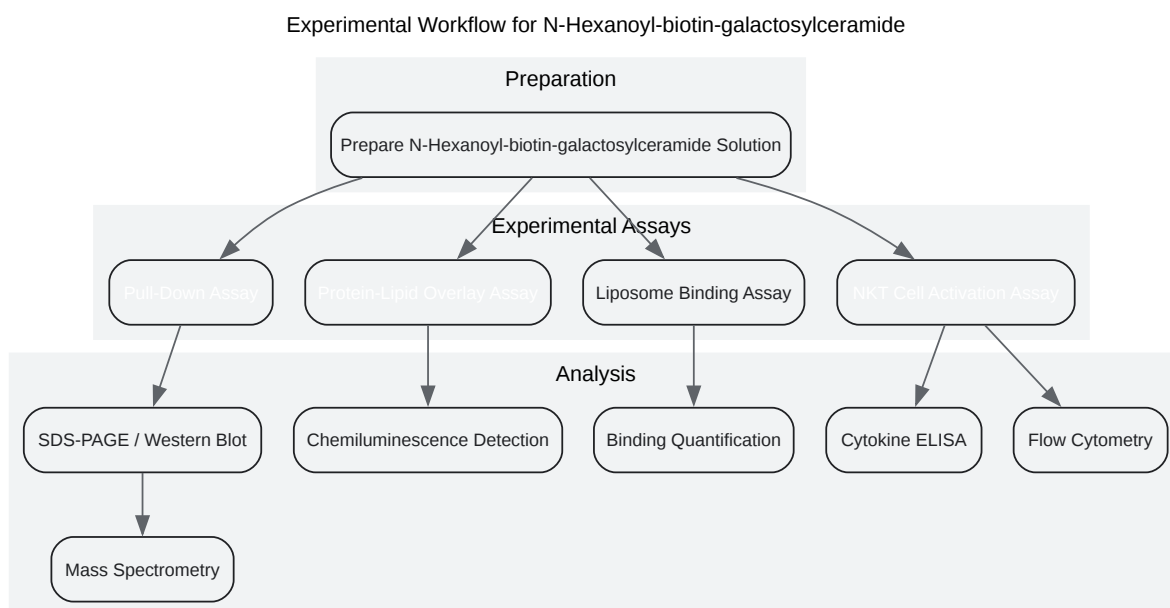 Experimental Workflow for N-Hexanoyl-biotin-galactosylceramide
Preparation
Prepare N-Hexanoyl-biotin-galactosylceramide Solution
Experimental Assays
Pull-Down Assay
Protein-Lipid Overlay Assay
Liposome Binding Assay
NKT Cell Activation Assay
Analysis
SDS-PAGE / Western Blot
Chemiluminescence Detection
Binding Quantification
Cytokine ELISA
Flow Cytometry
Mass Spectrometry